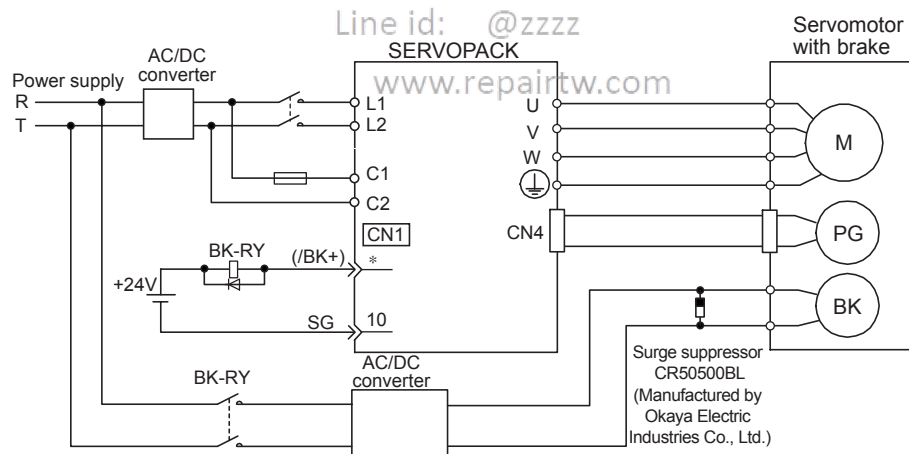 Line id: @zzzz
SERVOPACK
www.repairtw.com
Servomotor
with brake
AC/DC
converter
Power supply
R
T
L1
L2
C1
C2
CN1
U
V
W
M
CN4
PG
BK
BK-RY
(/BK+)
*
+24V
SG
10
BK-RY
AC/DC
converter
Surge suppressor
CR50500BL
(Manufactured by
Okaya Electric
Industries Co., Ltd.)